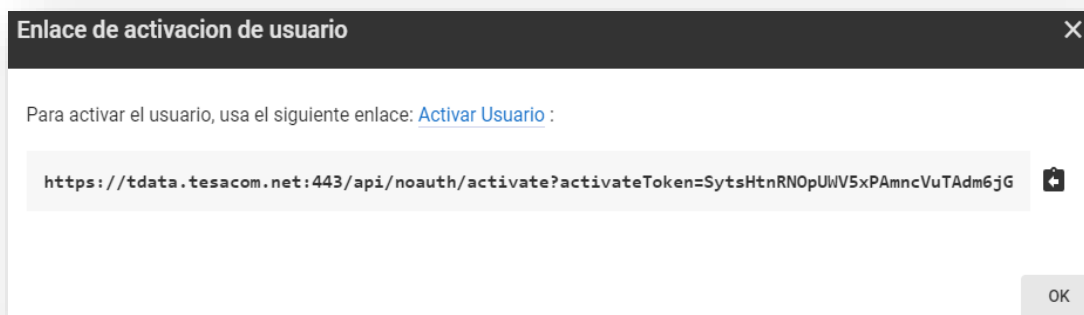 Enlace de activacion de usuario
Para activar el usuario, usa el siguiente enlace: Activar Usuario :
https://tdata.tesacom.net:443/api/noauth/activate?activateToken=SytsHtnRNOpUWV5xPAmncVuTAdm6jG
OK